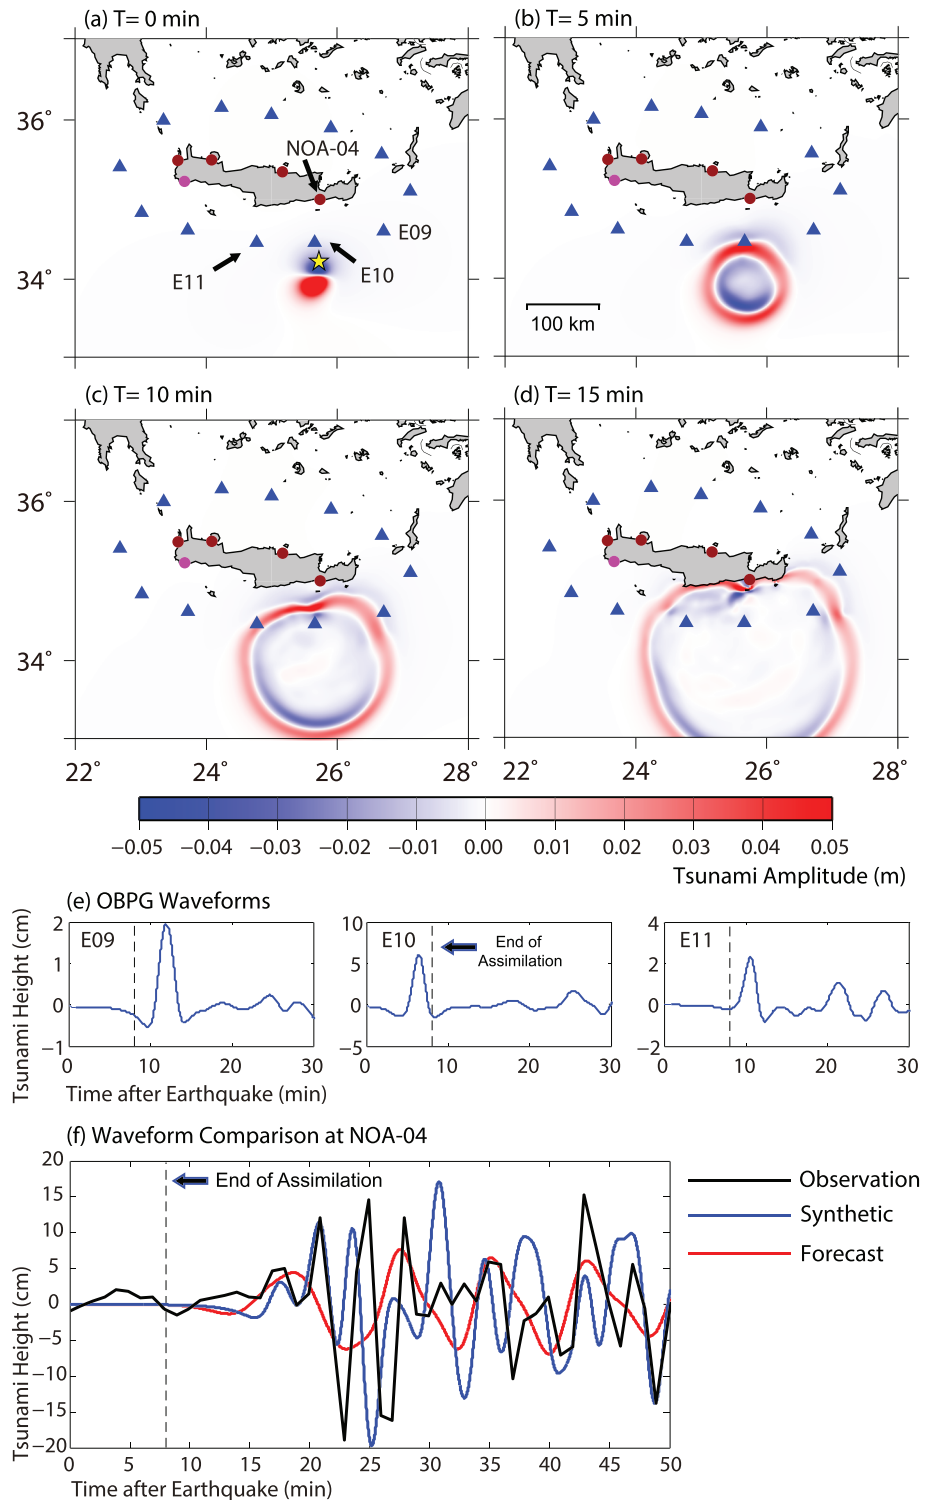 (a) T= 0 min
(b) T= 5 min
36°
34°
NOA-04
E09
E10
E11
100 km
(c) T= 10 min
(d) T= 15 min
36°
34°
22° 24° 26° 28°
22° 24° 26° 28°
−0.05 −0.04 −0.03 −0.02 −0.01 0.00 0.01 0.02 0.03 0.04 0.05
Tsunami Amplitude (m)
(e) OBPG Waveforms
Tsunami Height (cm)
2
1
0
−1
E09
0 10 20 30
10
5
0
−5
E10
End of
Assimilation
0 10 20 30
4
2
0
−2
E11
0 10 20 30
Time after Earthquake (min)
(f) Waveform Comparison at NOA-04
Tsunami Height (cm)
20
15
10
5
0
−5
−10
−15
−20
End of Assimilation
Observation
Synthetic
Forecast
0 5 10 15 20 25 30 35 40 45 50
Time after Earthquake (min)